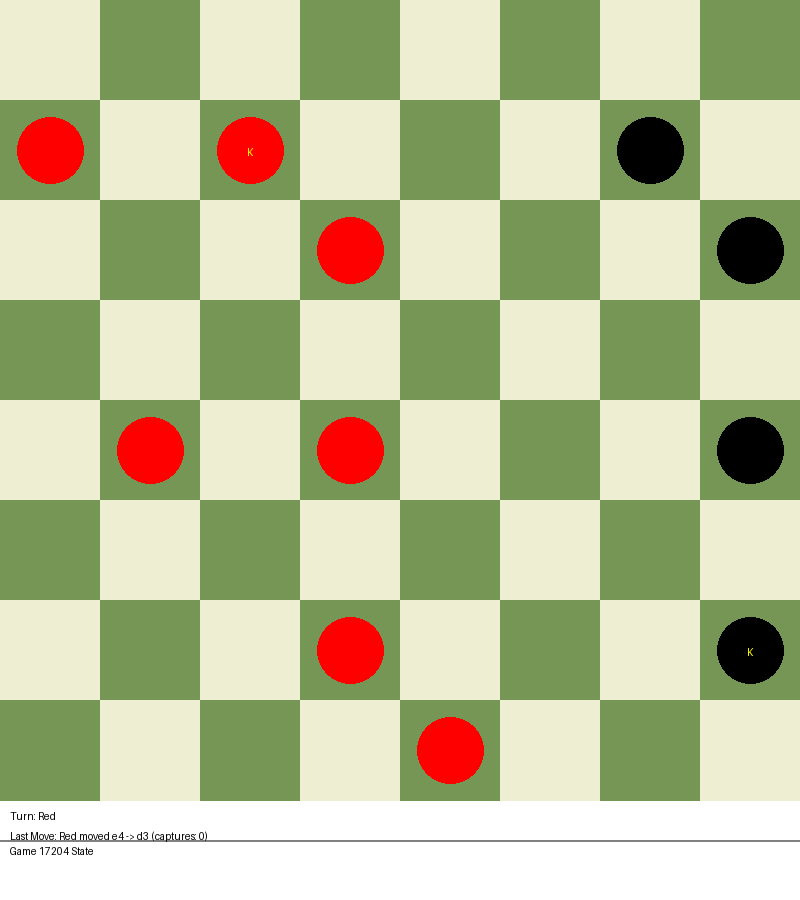 K
K
Turn: Red
Last Move: Red moved e4 -> d3 (captures: 0)
Game 17204 State